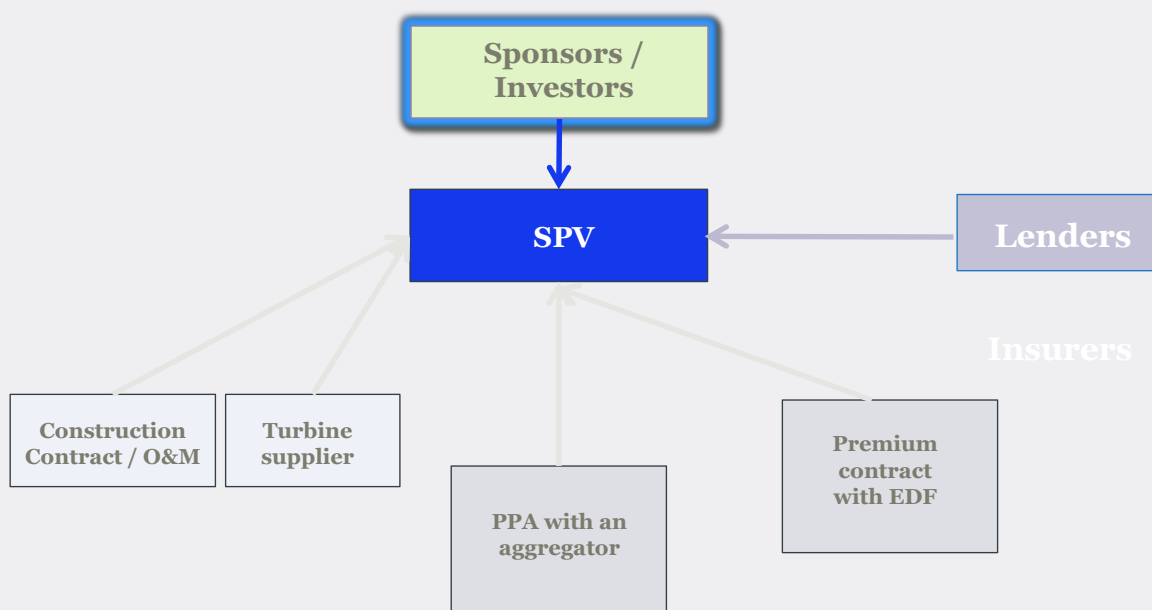 Sponsors /
Investors
SPV
Lenders
Insurers
Construction
Contract / O&M
Turbine
supplier
Premium
contract
with EDF
PPA with an
aggregator